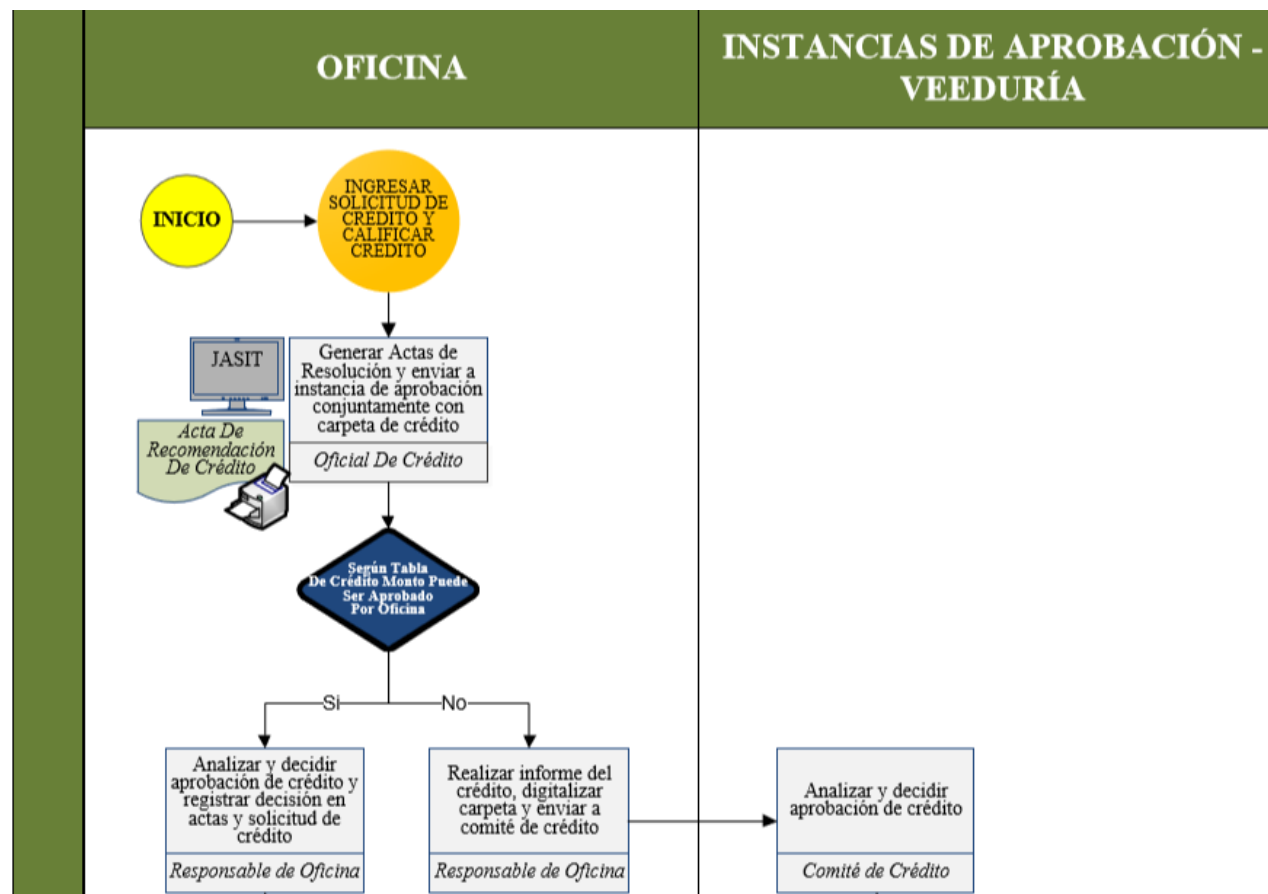 OFICINA
INSTANCIAS DE APROBACIÓN -
VEEDURÍA
INICIO
INGRESAR
SOLICITUD DE
CRÉDITO Y
CALIFICAR
CRÉDITO
JASIT
Acta De
Recomendación
De Crédito
Generar Actas de
Resolución y enviar a
instancia de aprobación
conjuntamente con
carpeta de crédito
Oficial De Crédito
Según Tabla
De Crédito Monto Puede
Ser Aprobado
Por Oficina
Si
No
Analizar y decidir
aprobación de crédito y
registrar decisión en
actas y solicitud de
crédito
Responsable de Oficina
Realizar informe del
crédito, digitalizar
carpeta y enviar a
comité de crédito
Responsable de Oficina
Analizar y decidir
aprobación de crédito
Comité de Crédito